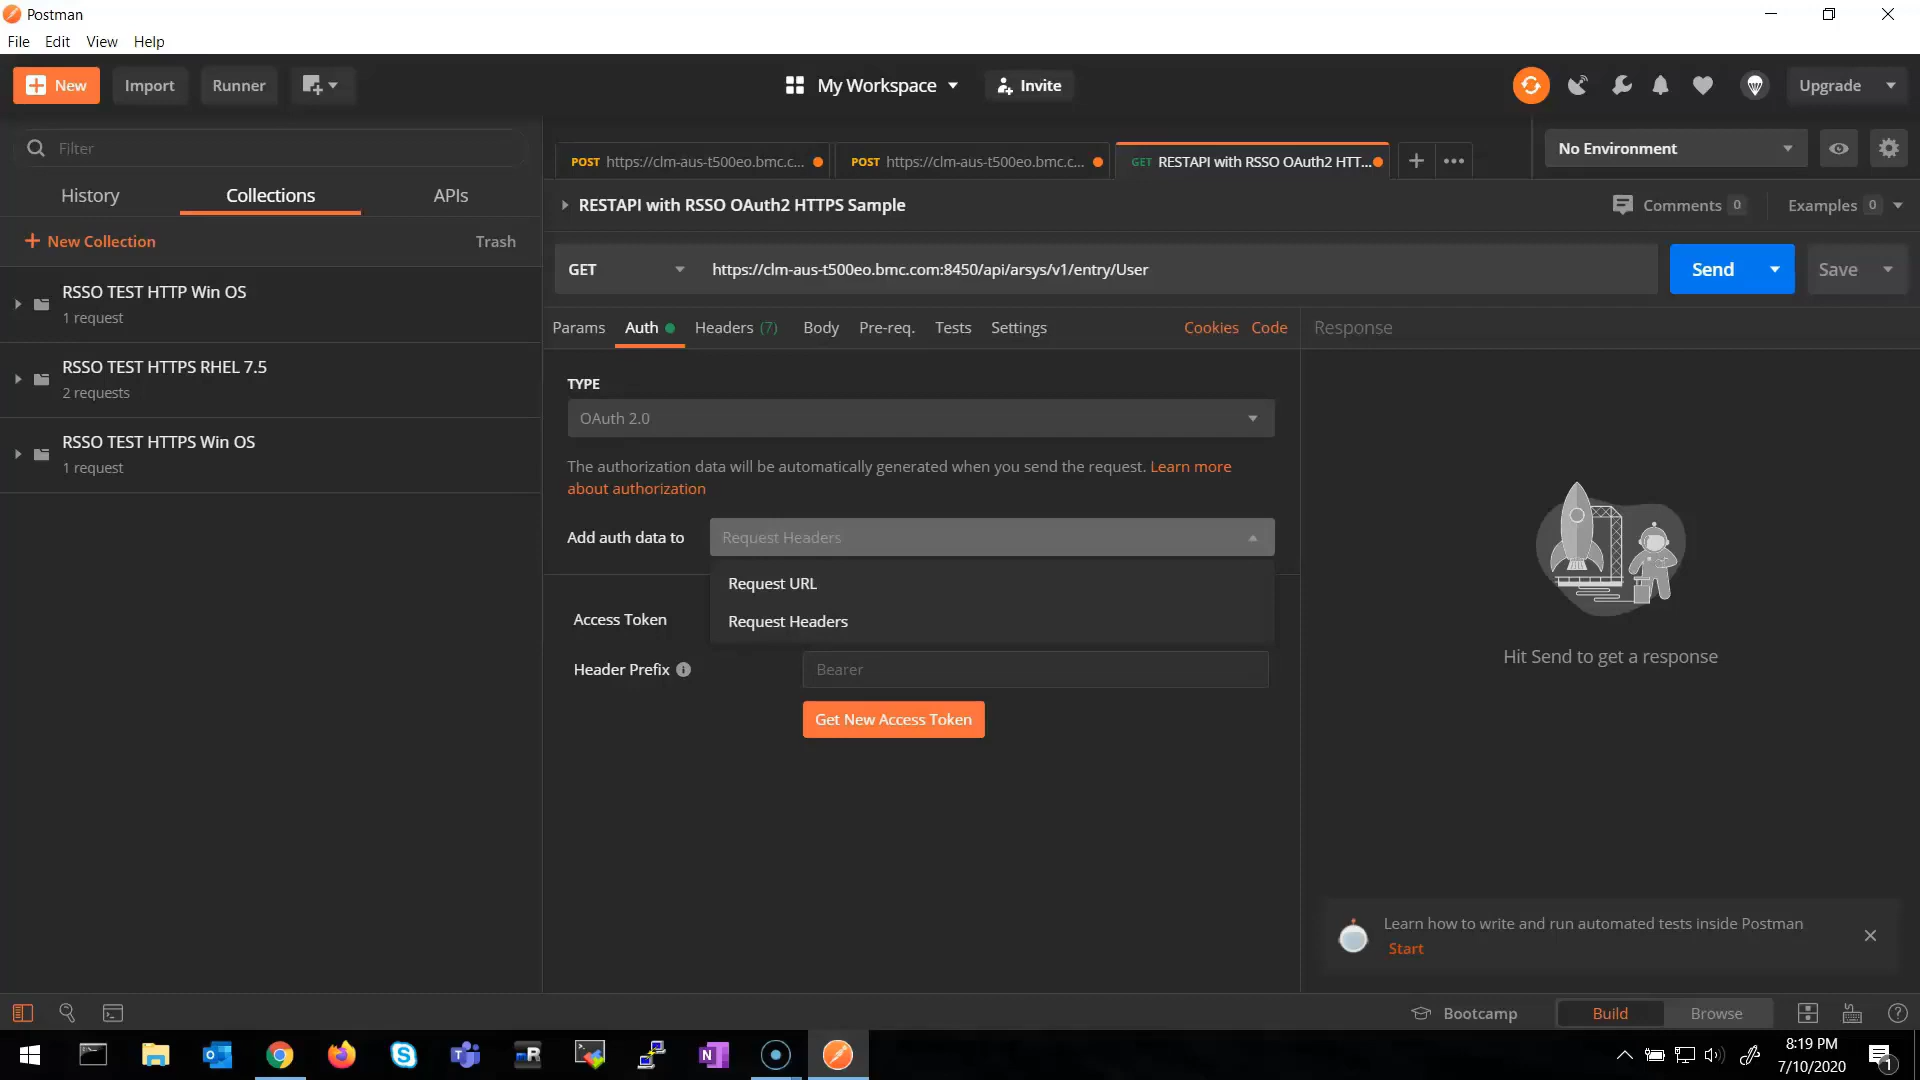 Postman
File Edit View Help
New Import Runner My Workspace Invite Upgrade
Filter
History Collections APIs
New Collection Trash
RSSO TEST HTTP Win OS
1 request
RSSO TEST HTTPS RHEL 7.5
2 requests
RSSO TEST HTTPS Win OS
1 request
POST https://clm-aus-t500eo.bmc.c... POST https://clm-aus-t500eo.bmc.c... GET RESTAPI with RSSO OAuth2 HTT...
No Environment
RESTAPI with RSSO OAuth2 HTTPS Sample Comments 0 Examples 0
GET https://clm-aus-t500eo.bmc.com:8450/api/arsys/v1/entry/User Send Save
Params Auth Headers (7) Body Pre-req. Tests Settings Cookies Code
TYPE
OAuth 2.0
The authorization data will be automatically generated when you send the request. Learn more
about authorization
Add auth data to Request Headers
Request URL
Request Headers
Access Token
Header Prefix Bearer
Get New Access Token
Response
Hit Send to get a response
Learn how to write and run automated tests inside Postman
Start
Bootcamp Build Browse
8:19 PM
7/10/2020
1